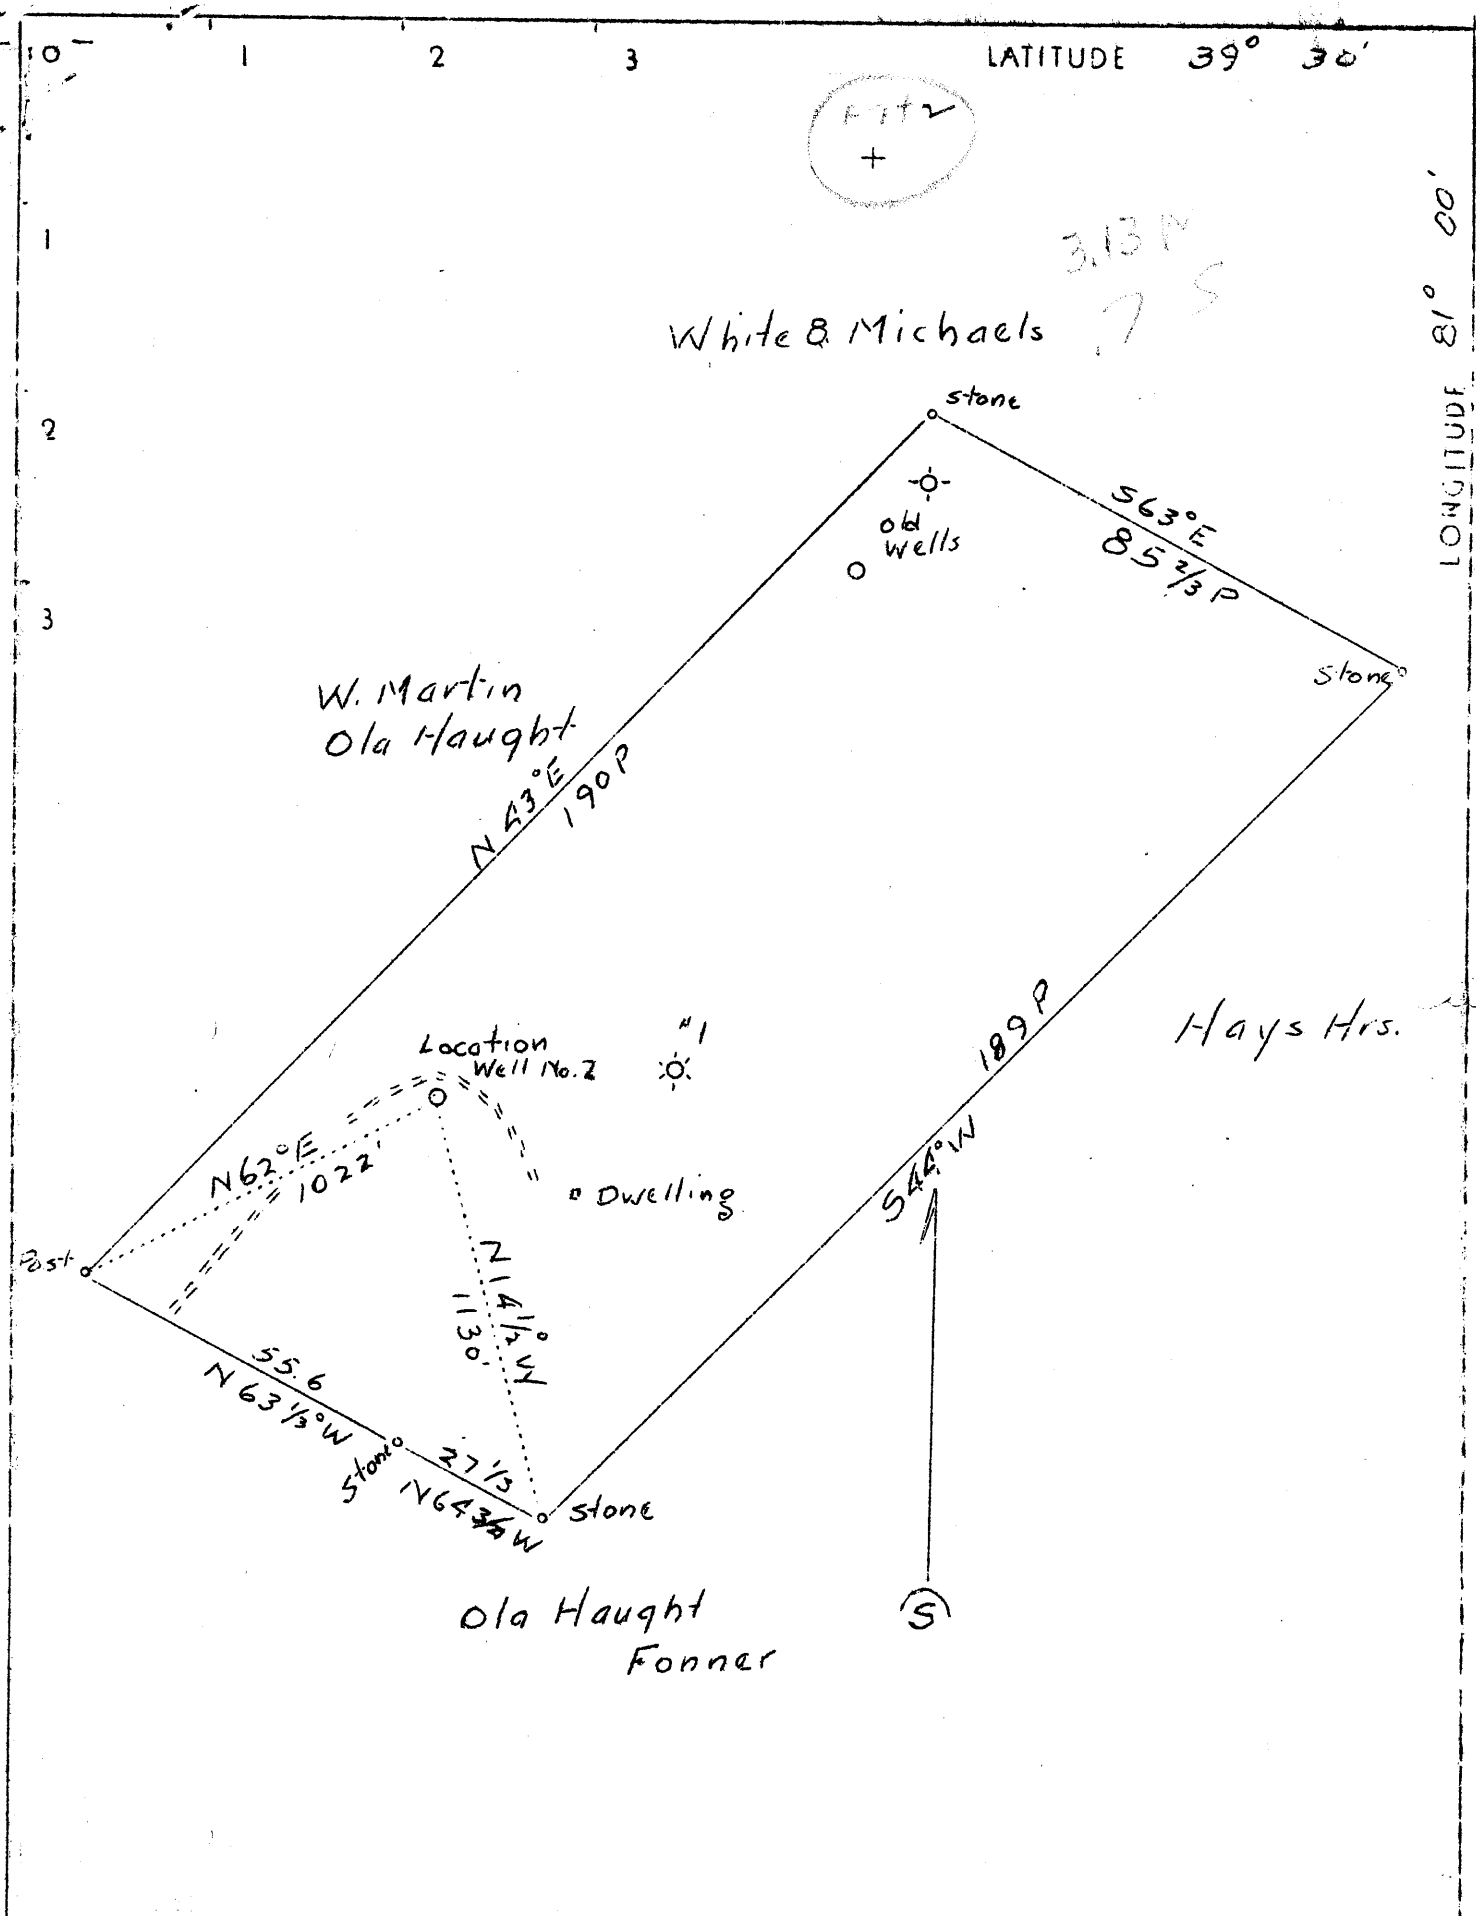 0 1 2 3 LATITUDE 39° 30'
+
3.13
.7 S
1
2
3
LONGITUDE 81° 00'
White & Michaels
stone
Old
Wells
S63°E
85 2/3 P
Stone
W. Martin
Ola Haught
N 43°E
190 P
Location
Well No. 2
#1
189 P
S44°W
Hays Hrs.
N62°E
1022'
Dwelling
Post
N 14 1/2° W
1130'
55.6
N 63 1/3° W
Stone
27 1/3
N64 W
Stone
Ola Haught
Fonner
S